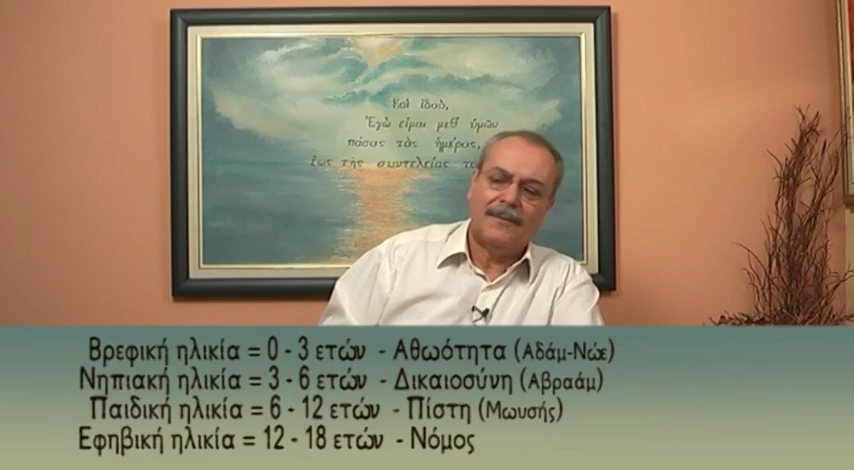 Καὶ ἰδού,
Ἐγὼ εἶμαι μεθ' ὑμῶν
πάσας τὰς ἡμέρας,
ἕως τῆς συντελείας
Βρεφική ηλικία = 0 - 3 ετών - Αθωότητα (Αδάμ-Νώε)
Νηπιακή ηλικία = 3 - 6 ετών - Δικαιοσύνη (Αβραάμ)
Παιδική ηλικία = 6 - 12 ετών - Πίστη (Μωυσής)
Εφηβική ηλικία = 12 - 18 ετών - Νόμος